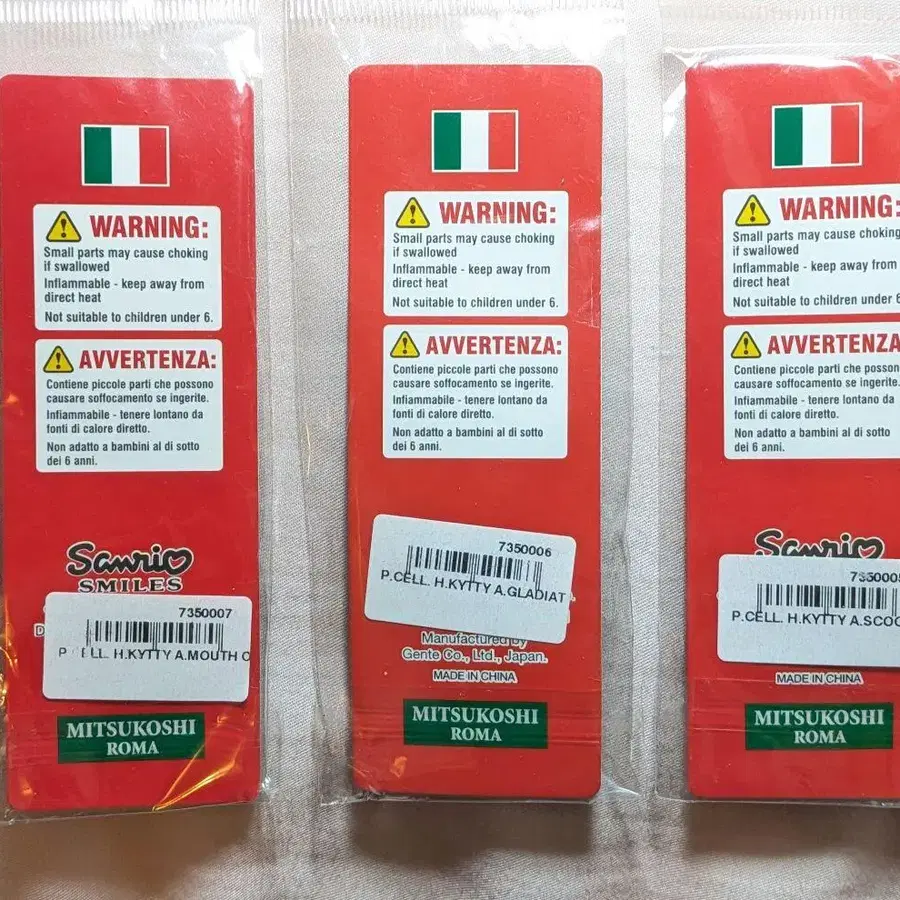 WARNING:
Small parts may cause choking
if swallowed
Inflammable - keep away from
direct heat
Not suitable to children under 6.
AVVERTENZA:
Contiene piccole parti che possono
causare soffocamento se ingerite.
Infiammabile - tenere lontano da
fonti di calore diretto.
Non adatto a bambini al di sotto
dei 6 anni.
Sanrio
SMILES
7350007
H.KYTTY A.MOUTH O
MITSUKOSHI
ROMA
WARNING:
Small parts may cause choking
if swallowed
Inflammable - keep away from
direct heat
Not suitable to children under 6.
AVVERTENZA:
Contiene piccole parti che possono
causare soffocamento se ingerite.
Infiammabile - tenere lontano da
fonti di calore diretto.
Non adatto a bambini al di sotto
dei 6 anni.
7350006
P.CELL. H.KYTTY A.GLADIAT
Manufactured by
Gente Co., Ltd., Japan.
MADE IN CHINA
MITSUKOSHI
ROMA
WARNING:
Small parts may cause choking
if swallowed
Inflammable - keep away from
direct heat
Not suitable to children under 6
AVVERTENZA
Contiene piccole parti che possono
causare soffocamento se ingerite.
Infiammabile - tenere lontano da
fonti di calore diretto.
Non adatto a bambini al di sotto
dei 6 anni.
Sanrio
7350005
P.CELL. H.KYTTY A.SCOO
MADE IN CHINA
MITSUKOSHI
ROMA